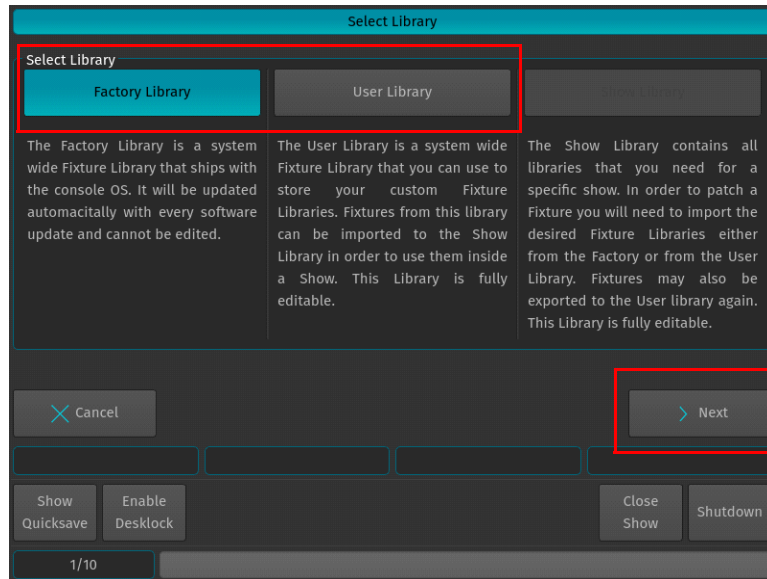 Select Library
Select Library
Factory Library
User Library
Show Library
The Factory Library is a system
wide Fixture Library that ships with
the console OS. It will be updated
automacitally with every software
update and cannot be edited.
The User Library is a system wide
Fixture Library that you can use to
store your custom Fixture
Libraries. Fixtures from this library
can be imported to the Show
Library in order to use them inside
a Show. This Library is fully
editable.
The Show Library contains all
libraries that you need for a
specific show. In order to patch a
Fixture you will need to import the
desired Fixture Libraries either
from the Factory or from the User
Library. Fixtures may also be
exported to the User library again.
This Library is fully editable.
Cancel
Next
Show
Quicksave
Enable
Desklock
Close
Show
Shutdown
1/10